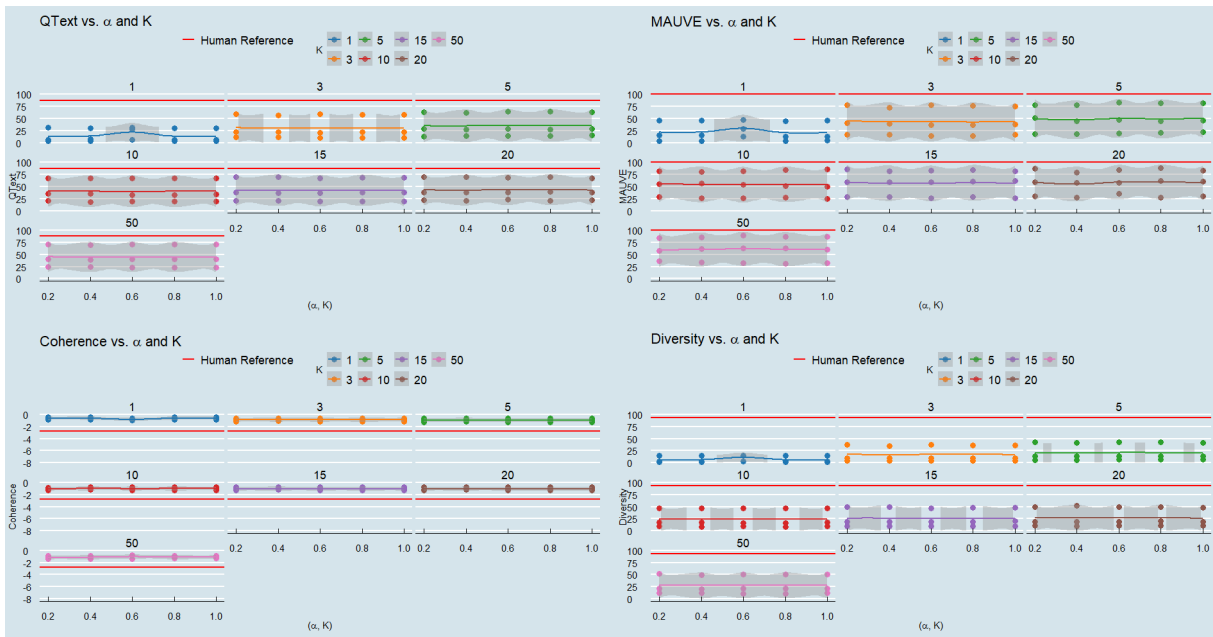 QText vs. α and K
Human Reference
K
1 5 15 50
3 10 20
1 3 5
100
75
50
25
0
10 15 20
100
75
50
25
0
QText
50
100
75
50
25
0
0.2 0.4 0.6 0.8 1.0 0.2 0.4 0.6 0.8 1.0 0.2 0.4 0.6 0.8 1.0
(α, K)
MAUVE vs. α and K
Human Reference
K
1 5 15 50
3 10 20
1 3 5
100
75
50
25
0
10 15 20
100
75
50
25
0
MAUVE
50
100
75
50
25
0
0.2 0.4 0.6 0.8 1.0 0.2 0.4 0.6 0.8 1.0 0.2 0.4 0.6 0.8 1.0
(α, K)
Coherence vs. α and K
Human Reference
K
1 5 15 50
3 10 20
1 3 5
0
-2
-4
-6
-8
10 15 20
0
-2
-4
-6
-8
Coherence
50
0
-2
-4
-6
-8
0.2 0.4 0.6 0.8 1.0 0.2 0.4 0.6 0.8 1.0 0.2 0.4 0.6 0.8 1.0
(α, K)
Diversity vs. α and K
Human Reference
K
1 5 15 50
3 10 20
1 3 5
100
75
50
25
0
10 15 20
100
75
50
25
0
Diversity
50
100
75
50
25
0
0.2 0.4 0.6 0.8 1.0 0.2 0.4 0.6 0.8 1.0 0.2 0.4 0.6 0.8 1.0
(α, K)